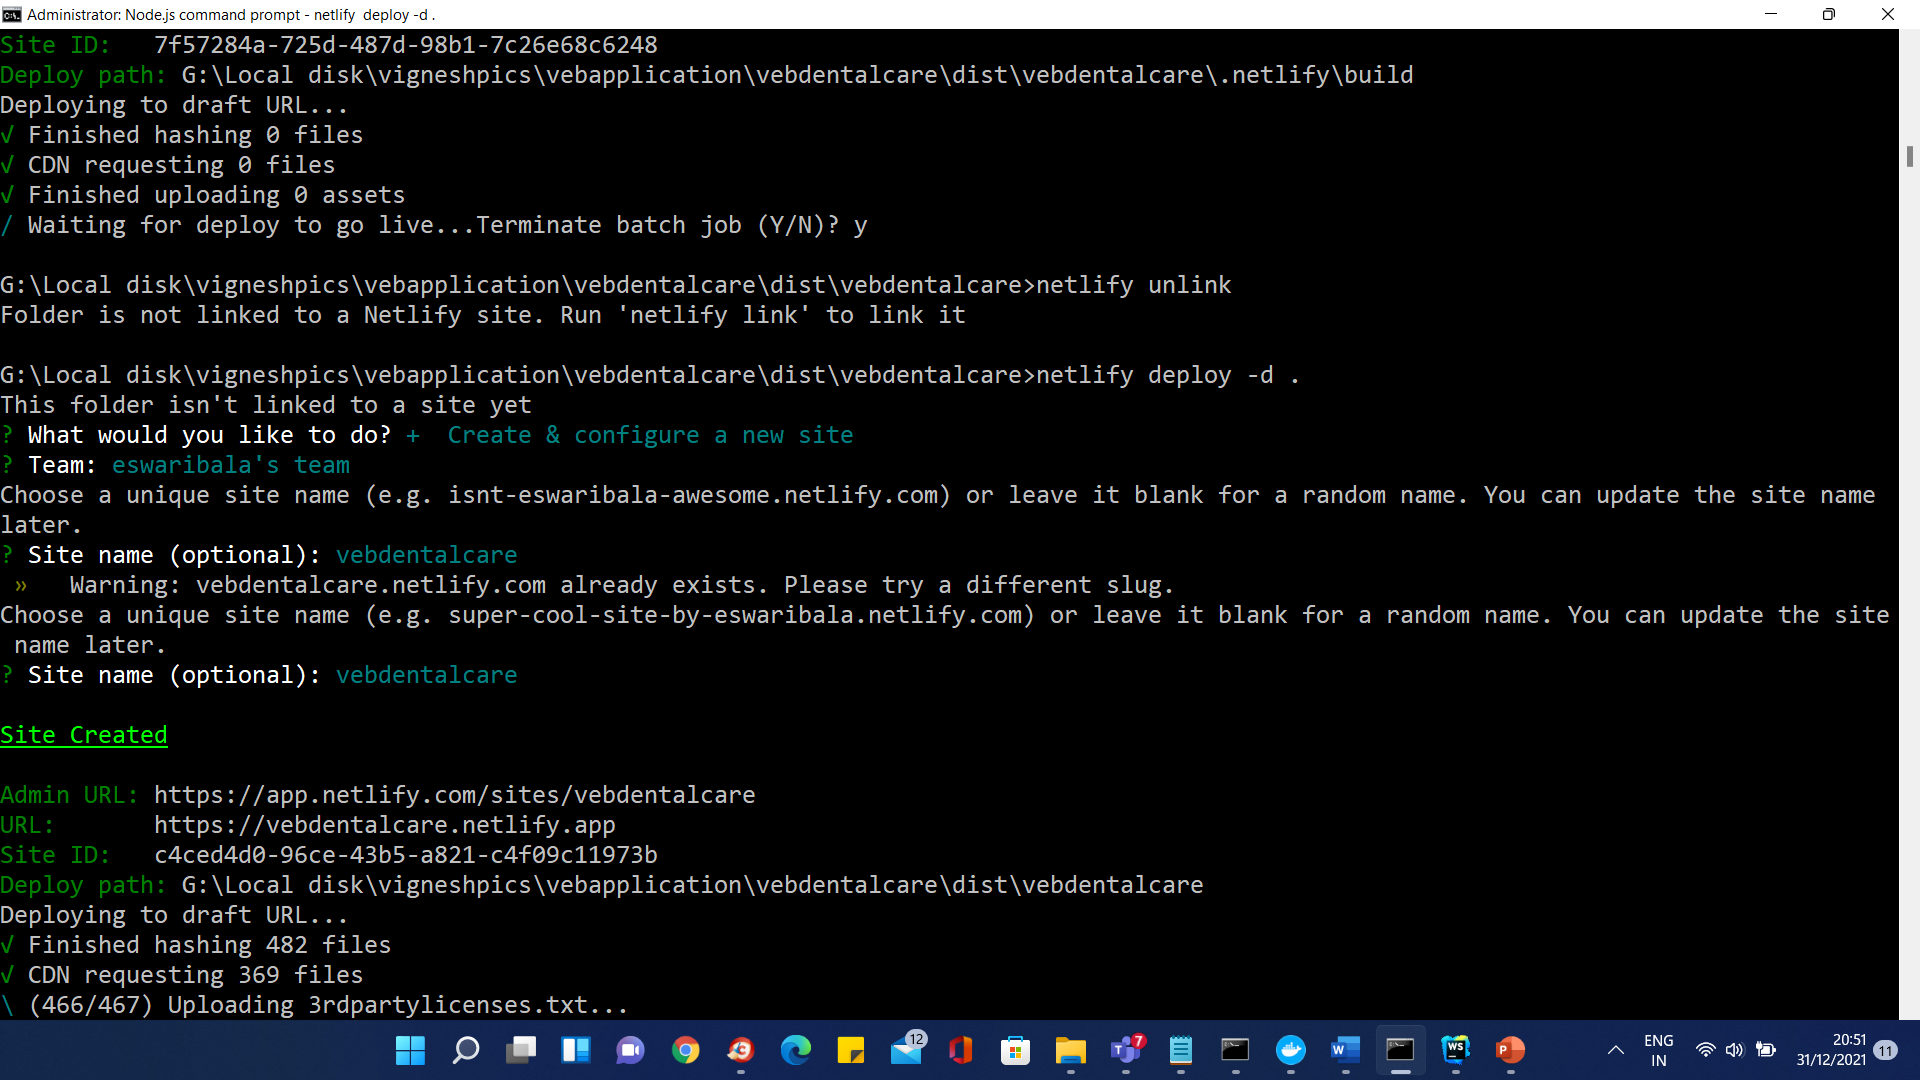 Administrator: Node.js command prompt - netlify  deploy -d .
Site ID:   7f57284a-725d-487d-98b1-7c26e68c6248
Deploy path: G:\Local disk\vigneshpics\vebapplication\vebdentalcare\dist\vebdentalcare\.netlify\build
Deploying to draft URL...
√ Finished hashing 0 files
√ CDN requesting 0 files
√ Finished uploading 0 assets
/ Waiting for deploy to go live...Terminate batch job (Y/N)? y
G:\Local disk\vigneshpics\vebapplication\vebdentalcare\dist\vebdentalcare>netlify unlink
Folder is not linked to a Netlify site. Run 'netlify link' to link it
G:\Local disk\vigneshpics\vebapplication\vebdentalcare\dist\vebdentalcare>netlify deploy -d .
This folder isn't linked to a site yet
? What would you like to do? +  Create & configure a new site
? Team: eswaribala's team
Choose a unique site name (e.g. isnt-eswaribala-awesome.netlify.com) or leave it blank for a random name. You can update the site name
later.
? Site name (optional): vebdentalcare
»   Warning: vebdentalcare.netlify.com already exists. Please try a different slug.
Choose a unique site name (e.g. super-cool-site-by-eswaribala.netlify.com) or leave it blank for a random name. You can update the site
name later.
? Site name (optional): vebdentalcare
Site Created
Admin URL: https://app.netlify.com/sites/vebdentalcare
URL:       https://vebdentalcare.netlify.app
Site ID:   c4ced4d0-96ce-43b5-a821-c4f09c11973b
Deploy path: G:\Local disk\vigneshpics\vebapplication\vebdentalcare\dist\vebdentalcare
Deploying to draft URL...
√ Finished hashing 482 files
√ CDN requesting 369 files
\ (466/467) Uploading 3rdpartylicenses.txt...
12
7
W
WS
P
ENG
IN
20:51
31/12/2021
11